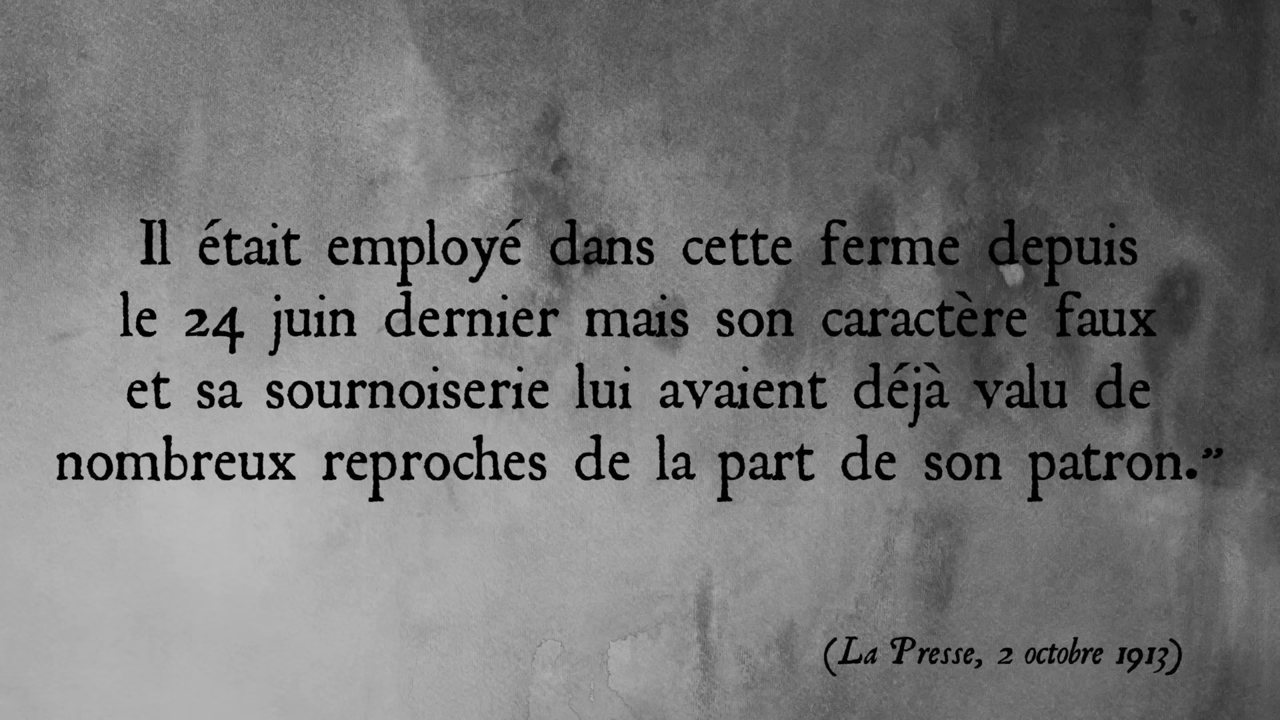 Il était employé dans cette ferme depuis
le 24 juin dernier mais son caractère faux
et sa sournoiserie lui avaient déjà valu de
nombreux reproches de la part de son patron.”
(La Presse, 2 octobre 1913)